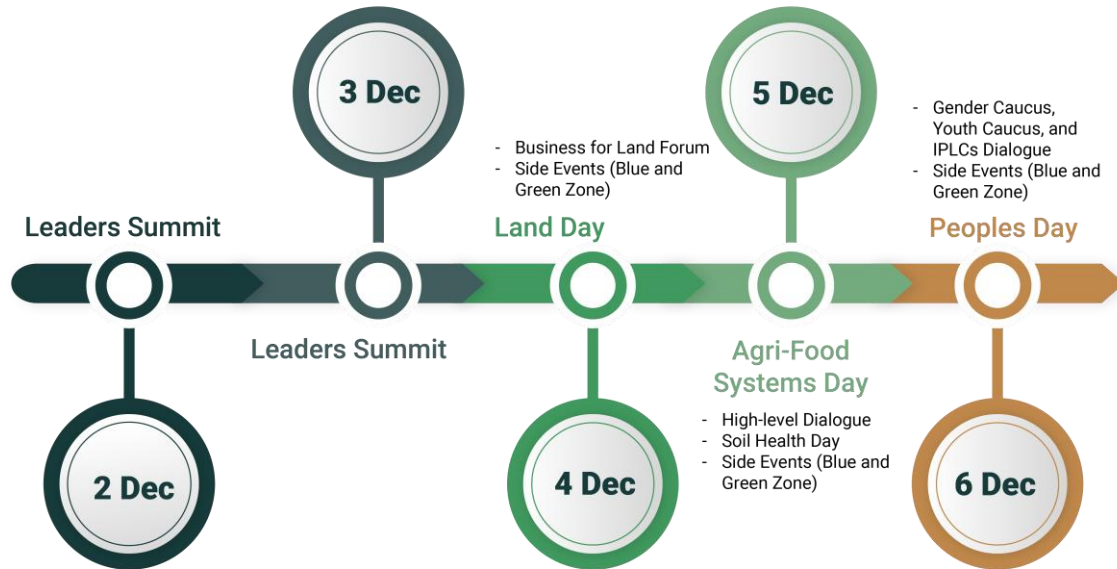 3 Dec
5 Dec
- Business for Land Forum
- Side Events (Blue and
Green Zone)
- Gender Caucus,
Youth Caucus, and
IPLCs Dialogue
- Side Events (Blue and
Green Zone)
Leaders Summit
Land Day
Peoples Day
Leaders Summit
Agri-Food
Systems Day
- High-level Dialogue
- Soil Health Day
- Side Events (Blue and
Green Zone)
2 Dec
4 Dec
6 Dec